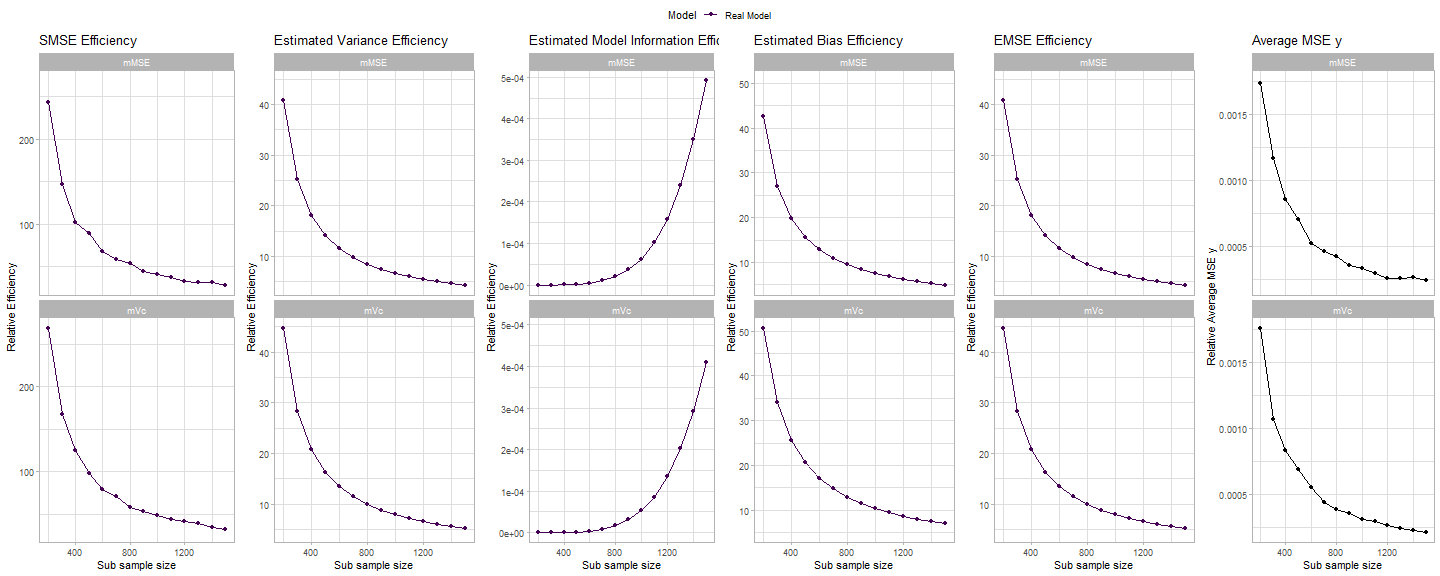 Model Real Model
SMSE Efficiency
Estimated Variance Efficiency
Estimated Model Information Effic
Estimated Bias Efficiency
EMSE Efficiency
Average MSE y
mMSE
mMSE
mMSE
mMSE
mMSE
mMSE
200
100
40
30
20
10
5e-04
4e-04
3e-04
2e-04
1e-04
0e+00
50
40
30
20
10
40
30
20
10
0.0015
0.0010
0.0005
Relative Efficiency
Relative Efficiency
Relative Efficiency
Relative Efficiency
Relative Efficiency
Relative Average MSE y
mVc
mVc
mVc
mVc
mVc
mVc
200
100
40
30
20
10
5e-04
4e-04
3e-04
2e-04
1e-04
0e+00
50
40
30
20
10
40
30
20
10
0.0015
0.0010
0.0005
400 800 1200
400 800 1200
400 800 1200
400 800 1200
400 800 1200
400 800 1200
Sub sample size
Sub sample size
Sub sample size
Sub sample size
Sub sample size
Sub sample size